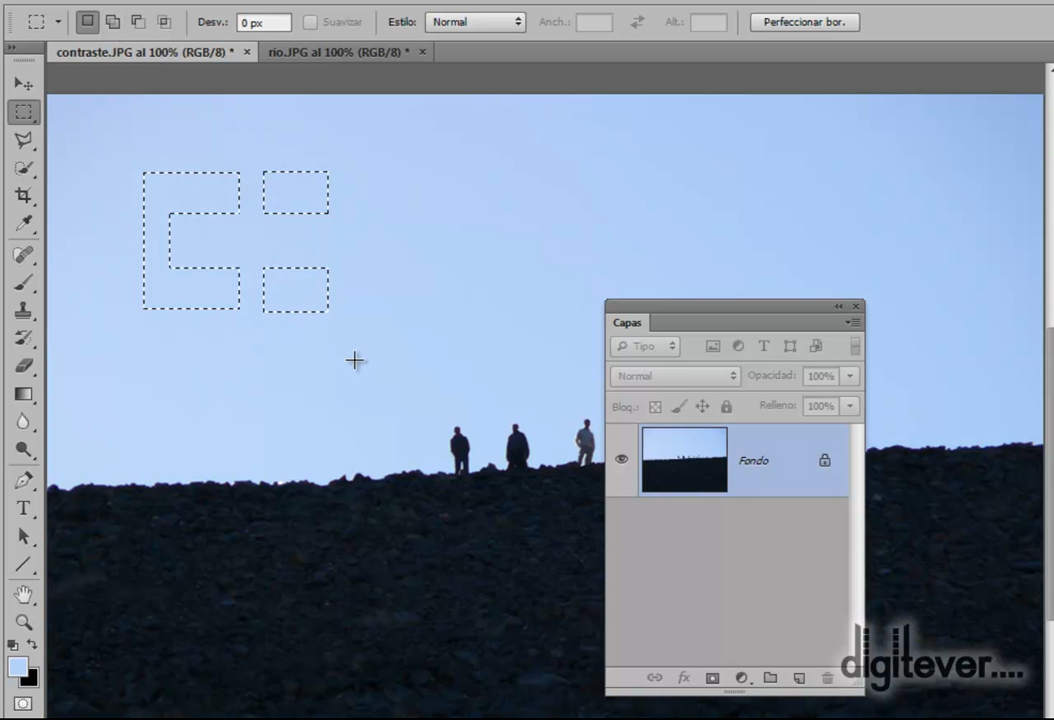 Desv.: 0 px Suavizar Estilo: Normal Anch.: Alt.: Perfeccionar bor.
contraste.JPG al 100% (RGB/8) * × rio.JPG al 100% (RGB/8) * ×
Capas
Tipo
Normal Opacidad: 100%
Bloq.: Relleno: 100%
Fondo
digitever....